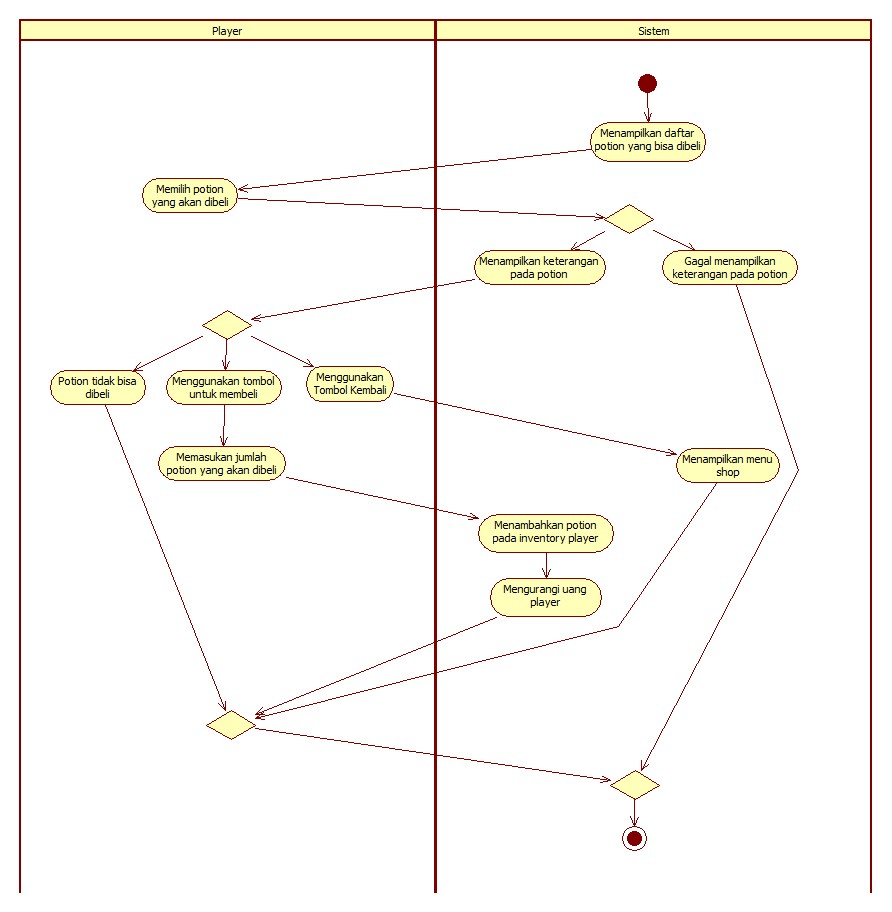 Player
Sistem
Menampilkan daftar
potion yang bisa dibeli
Memilih potion
yang akan dibeli
Menampilkan keterangan
pada potion
Gagal menampilkan
keterangan pada potion
Potion tidak bisa
dibeli
Menggunakan tombol
untuk membeli
Menggunakan
Tombol Kembali
Memasukan jumlah
potion yang akan dibeli
Menampilkan menu
shop
Menambahkan potion
pada inventory player
Mengurangi uang
player